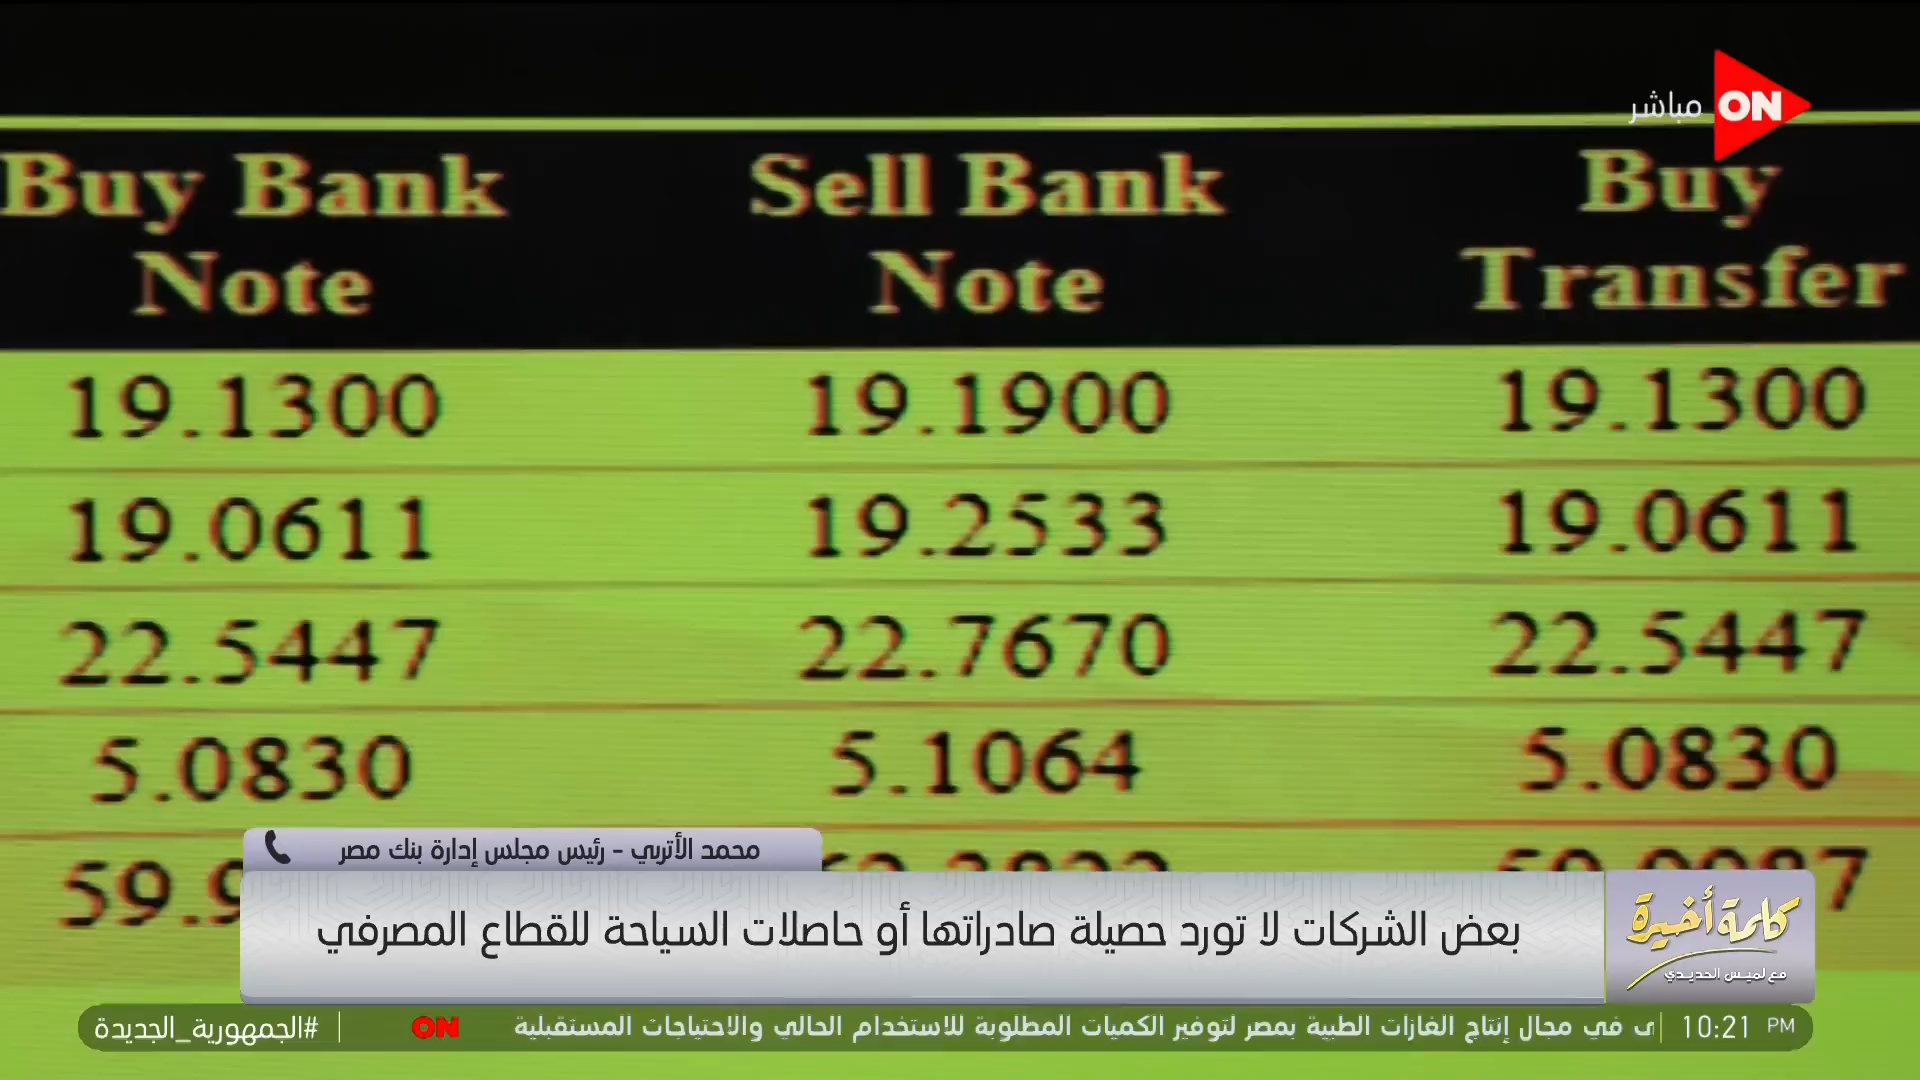 مباشر ON
Buy Bank Note
Sell Bank Note
Buy Transfer
19.1300 19.1900 19.1300
19.0611 19.2533 19.0611
22.5447 22.7670 22.5447
5.0830 5.1064 5.0830
59.9
محمد الأتربي - رئيس مجلس إدارة بنك مصر
بعض الشركات لا تورد حصيلة صادراتها أو حاصلات السياحة للقطاع المصرفي
كلمة أخيرة
مع لميس الحديدي
10:21 PM
ى في مجال إنتاج الغازات الطبية بمصر لتوفير الكميات المطلوبة للاستخدام الحالي والاحتياجات المستقبلية
ON
#الجمهورية_الجديدة